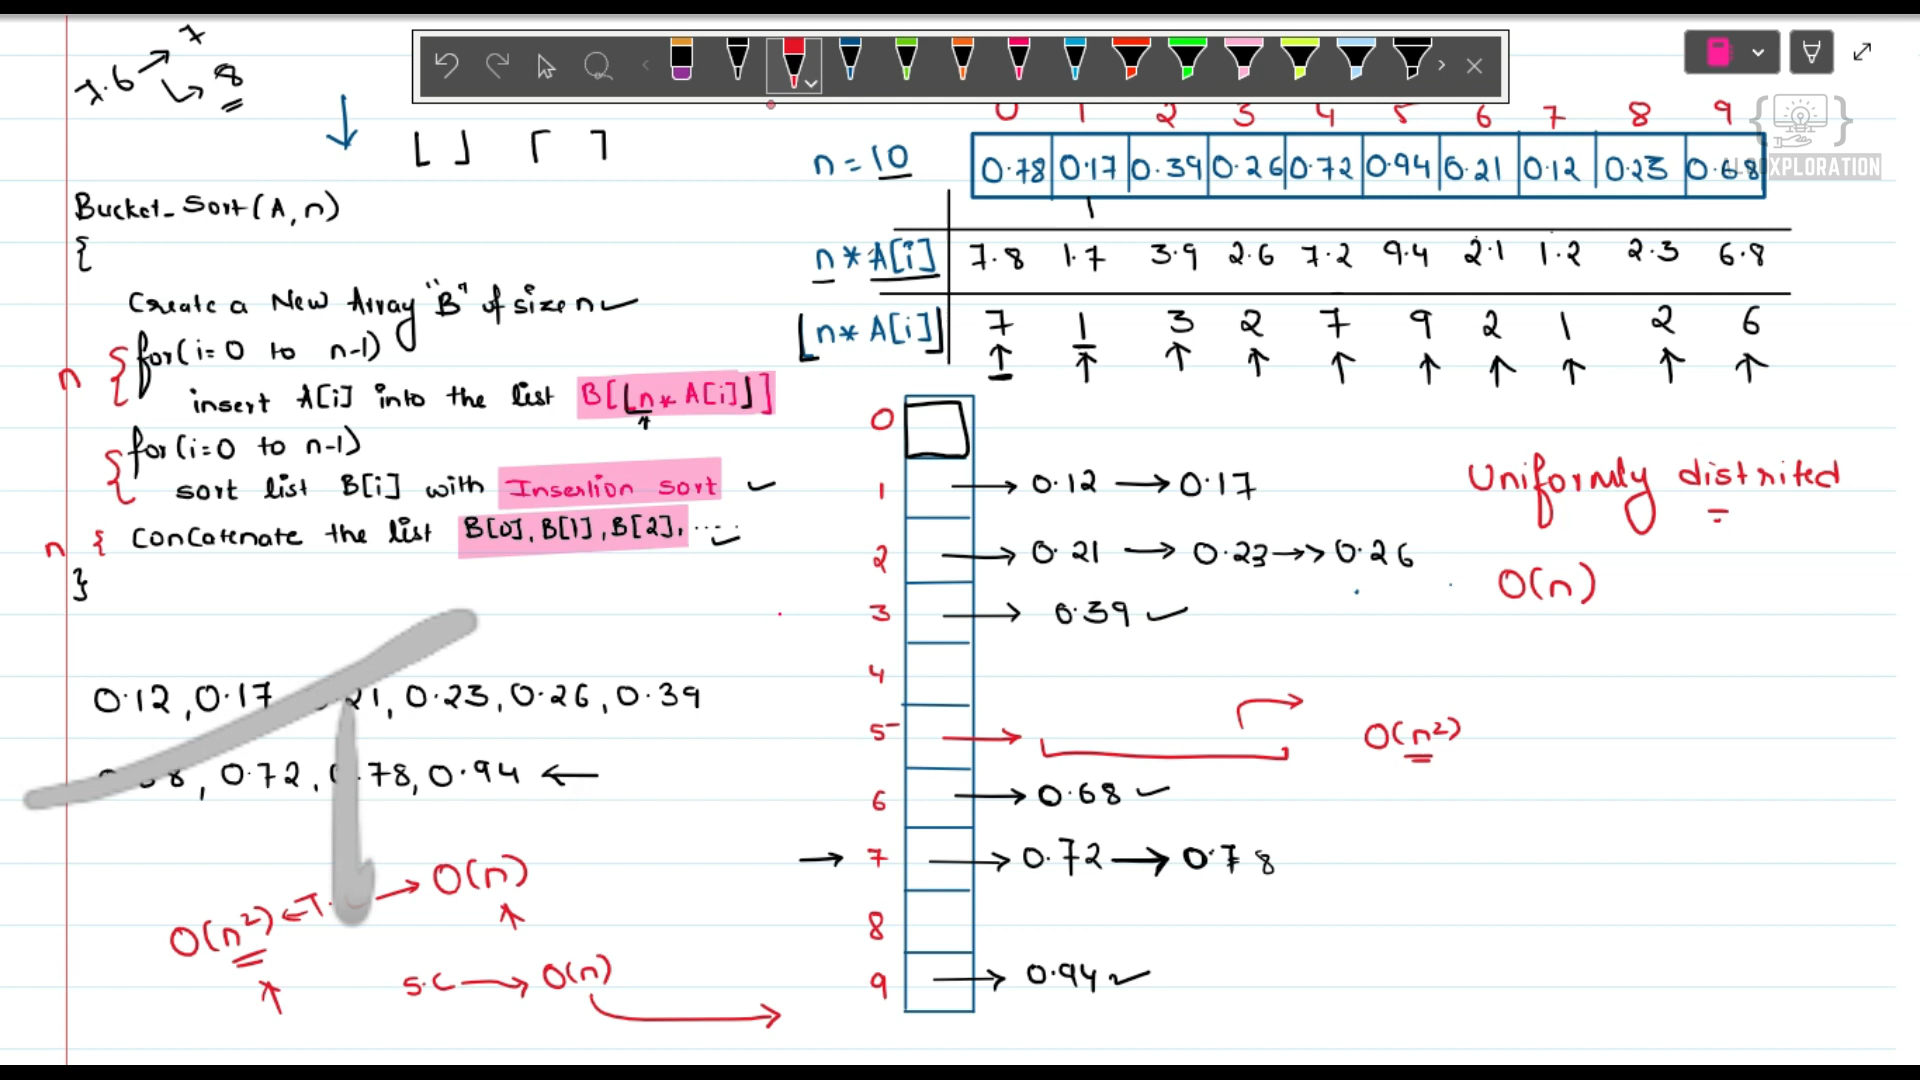 7.6 → 7
↳ 8
⌊ ⌋ ⌈ ⌉
Bucket_Sort(A, n)
{
Create a New Array "B" of size n
n { for(i=0 to n-1)
insert A[i] into the list B[⌊n* A[i]⌋]
{ for(i=0 to n-1)
sort list B[i] with Insertion sort
n { Concatenate the list B[0], B[1], B[2], ....
}
0.12, 0.17 21, 0.23, 0.26, 0.39
8, 0.72, .78, 0.94 ←
O(n²) ← T. → O(n)
S.C → O(n)
0 1 2 3 4 5 6 7 8 9
n = 10 0.78 0.17 0.39 0.26 0.72 0.94 0.21 0.12 0.23 0.68
XPLORATION
n * A[i] 7.8 1.7 3.9 2.6 7.2 9.4 2.1 1.2 2.3 6.8
⌊n * A[i]⌋ 7 1 3 2 7 9 2 1 2 6
0
1 → 0.12 → 0.17
2 → 0.21 → 0.23 → 0.26
3 → 0.39
4
5 → O(n²)
6 → 0.68
→ 7 → 0.72 → 0.78
8
9 → 0.94
Uniformly distrited
O(n)